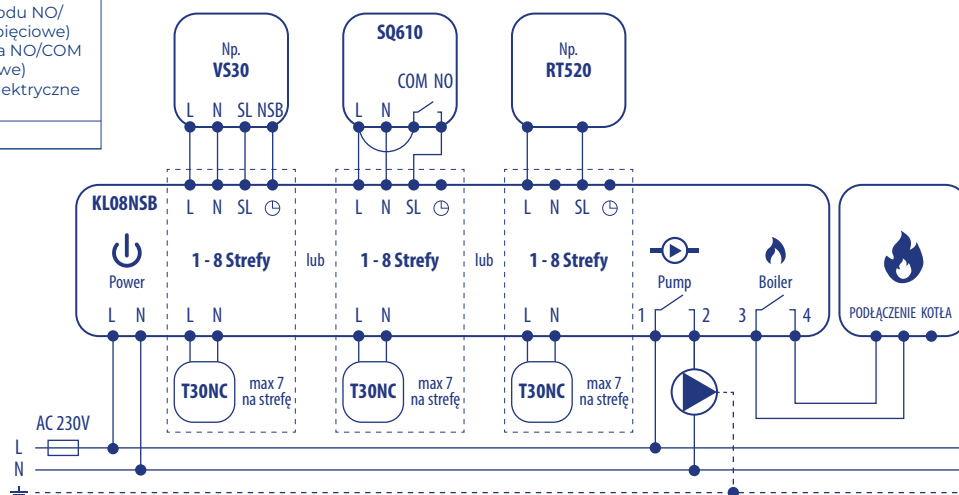 odu NO/
pięciowe)
a NO/COM
we)
lektryczne
Np.
VS30
L N SL NSB
SQ610
COM NO
L N
Np.
RT520
KL08NSB
Power
L N
L N SL
1 - 8 Strefy
L N
lub
L N SL
1 - 8 Strefy
L N
lub
L N SL
1 - 8 Strefy
L N
Pump
1 2
Boiler
3 4
PODŁĄCZENIE KOTŁA
T30NC
max 7
na strefę
T30NC
max 7
na strefę
T30NC
max 7
na strefę
AC 230V
L
N